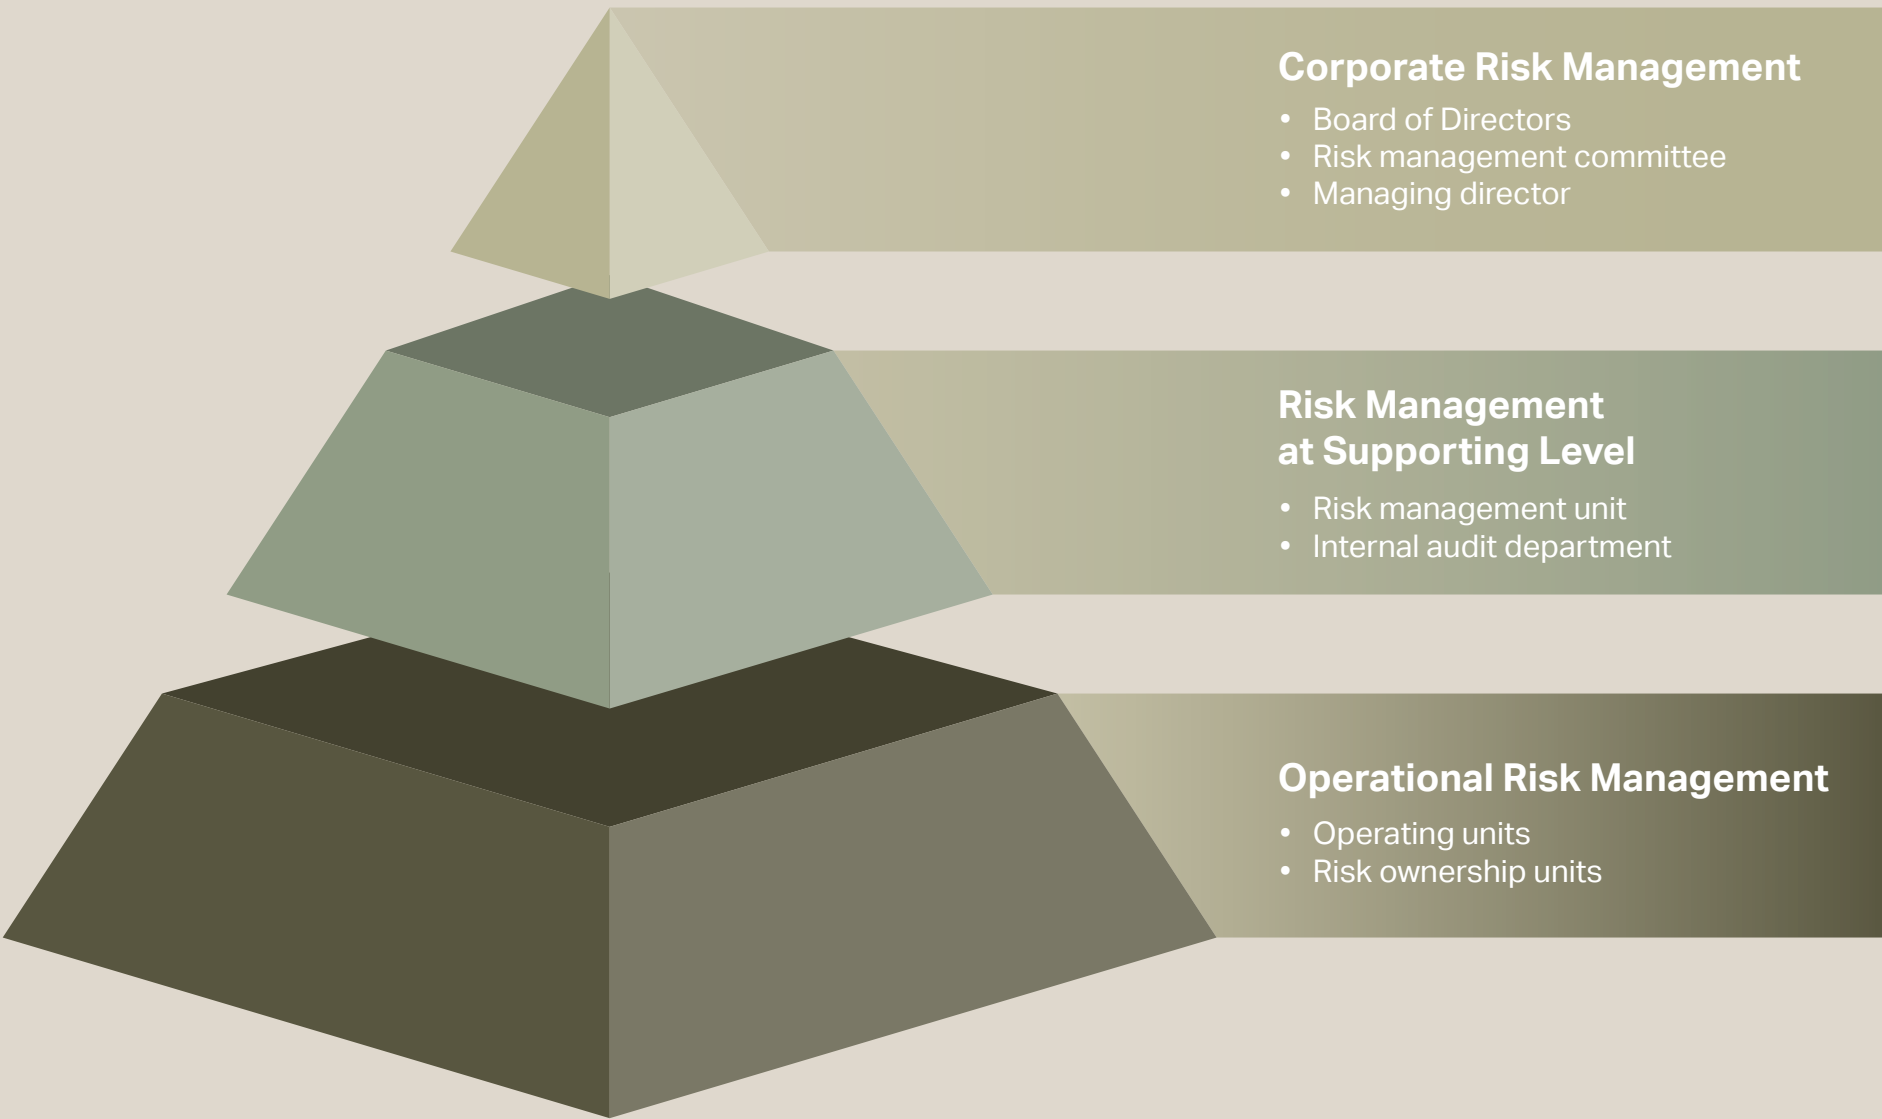 Corporate Risk Management
• Board of Directors
• Risk management committee
• Managing director
Risk Management
at Supporting Level
• Risk management unit
• Internal audit department
Operational Risk Management
• Operating units
• Risk ownership units